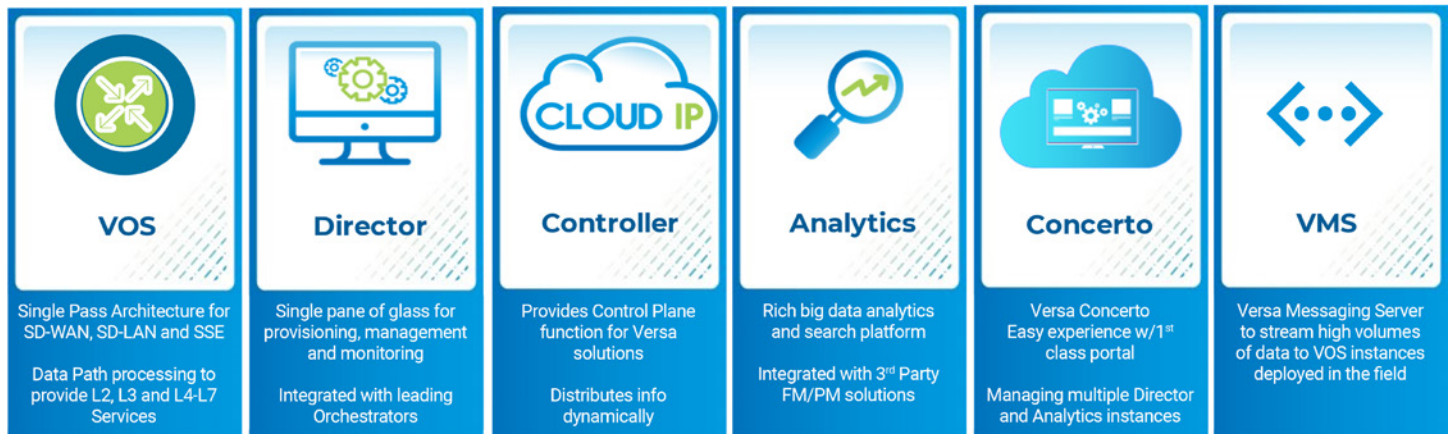 VOS
Single Pass Architecture for
SD-WAN, SD-LAN and SSE
Data Path processing to
provide L2, L3 and L4-L7
Services
Director
Single pane of glass for
provisioning, management
and monitoring
Integrated with leading
Orchestrators
CLOUD IP
Controller
Provides Control Plane
function for Versa
solutions
Distributes info
dynamically
Analytics
Rich big data analytics
and search platform
Integrated with 3rd Party
FM/PM solutions
Concerto
Versa Concerto
Easy experience w/1st
class portal
Managing multiple Director
and Analytics instances
VMS
Versa Messaging Server
to stream high volumes
of data to VOS instances
deployed in the field